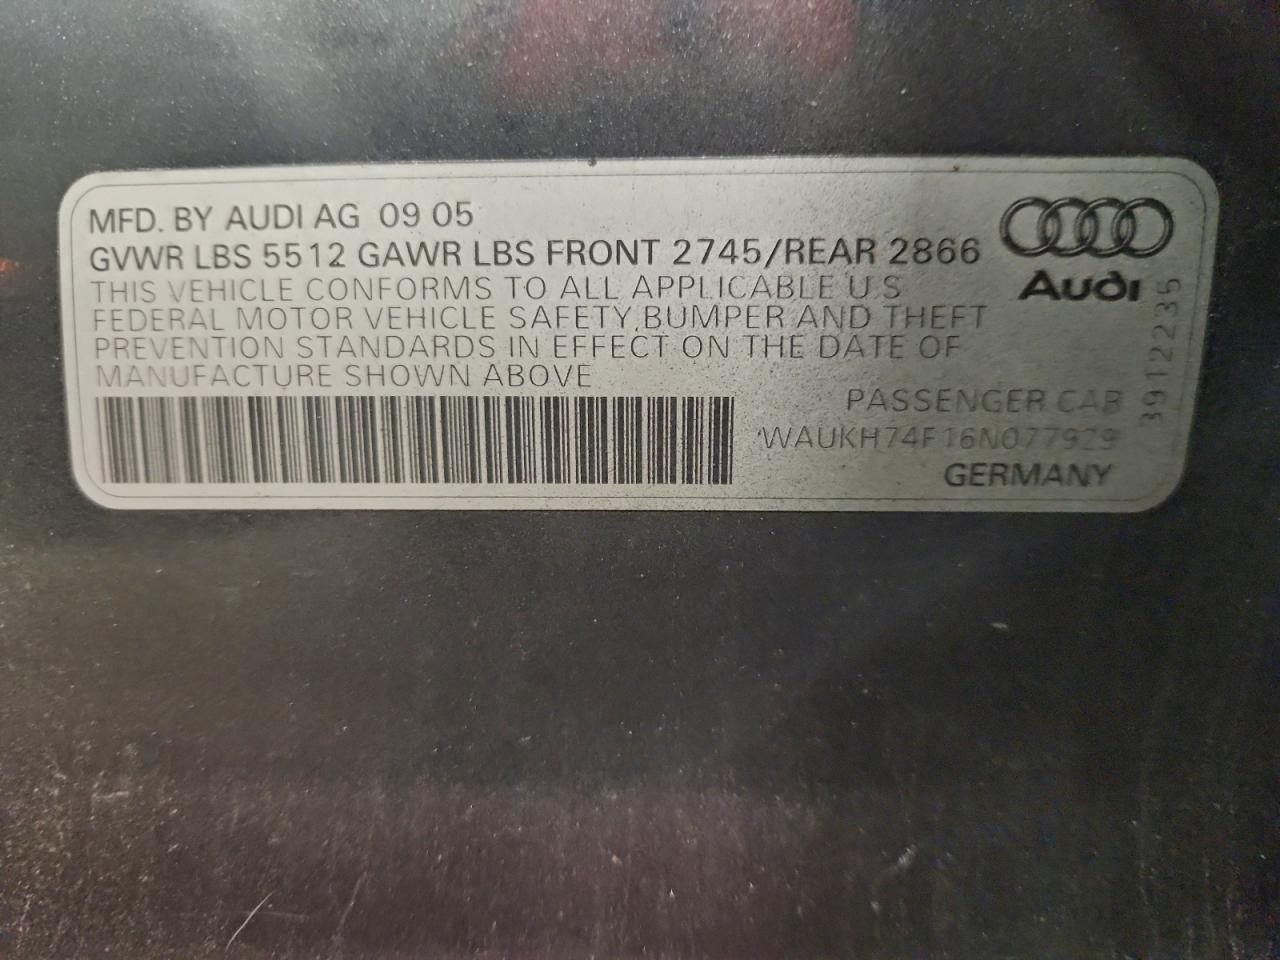 MFD. BY AUDI AG 09 05
GVWR LBS 5512 GAWR LBS FRONT 2745/REAR 2866
THIS VEHICLE CONFORMS TO ALL APPLICABLE U S
FEDERAL MOTOR VEHICLE SAFETY, BUMPER AND THEFT
PREVENTION STANDARDS IN EFFECT ON THE DATE OF
MANUFACTURE SHOWN ABOVE
Audi
3912235
PASSENGER CAR
WAUKH74F16N077929
GERMANY